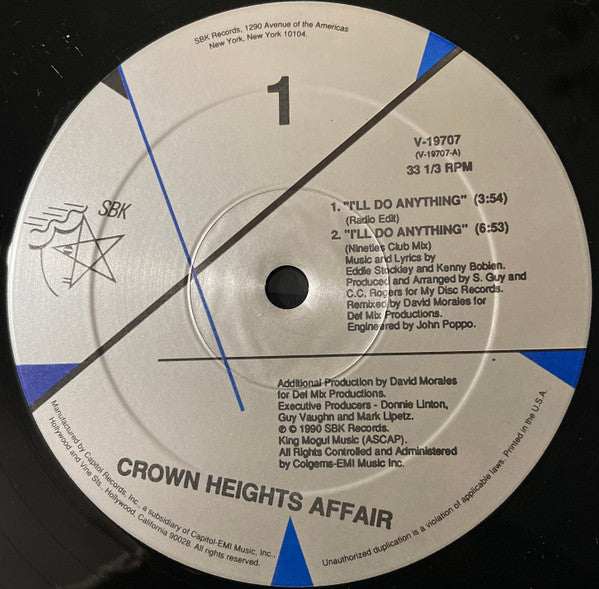 SBK Records, 1290 Avenue of the Americas
New York, New York 10104.
1
SBK
V-19707
(V-19707-A)
33 1/3 RPM
1. "I'LL DO ANYTHING" (3:54)
(Radio Edit)
2. "I'LL DO ANYTHING" (6:53)
(Nineties Club Mix)
Music and Lyrics by
Eddie Stockley and Kenny Bobien.
Produced and Arranged by S. Guy and
C.C. Rogers for My Disc Records.
Remixed by David Morales for
Def Mix Productions.
Engineered by John Poppo.
Additional Production by David Morales
for Def Mix Productions.
Executive Producers - Donnie Linton,
Guy Vaughn and Mark Lipetz.
℗ © 1990 SBK Records.
King Mogul Music (ASCAP).
All Rights Controlled and Administered
by Colgems-EMI Music Inc.
CROWN HEIGHTS AFFAIR
Manufactured by Capitol Records, Inc., a subsidiary of Capitol-EMI Music, Inc.,
Hollywood and Vine Sts., Hollywood, California 90028. All rights reserved.
Unauthorized duplication is a violation of applicable laws. Printed in the U.S.A.